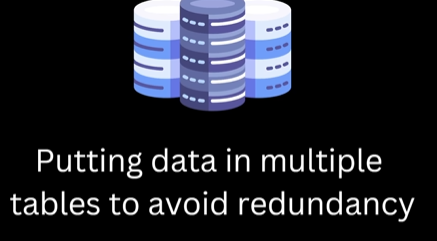 Putting data in multiple
tables to avoid redundancy